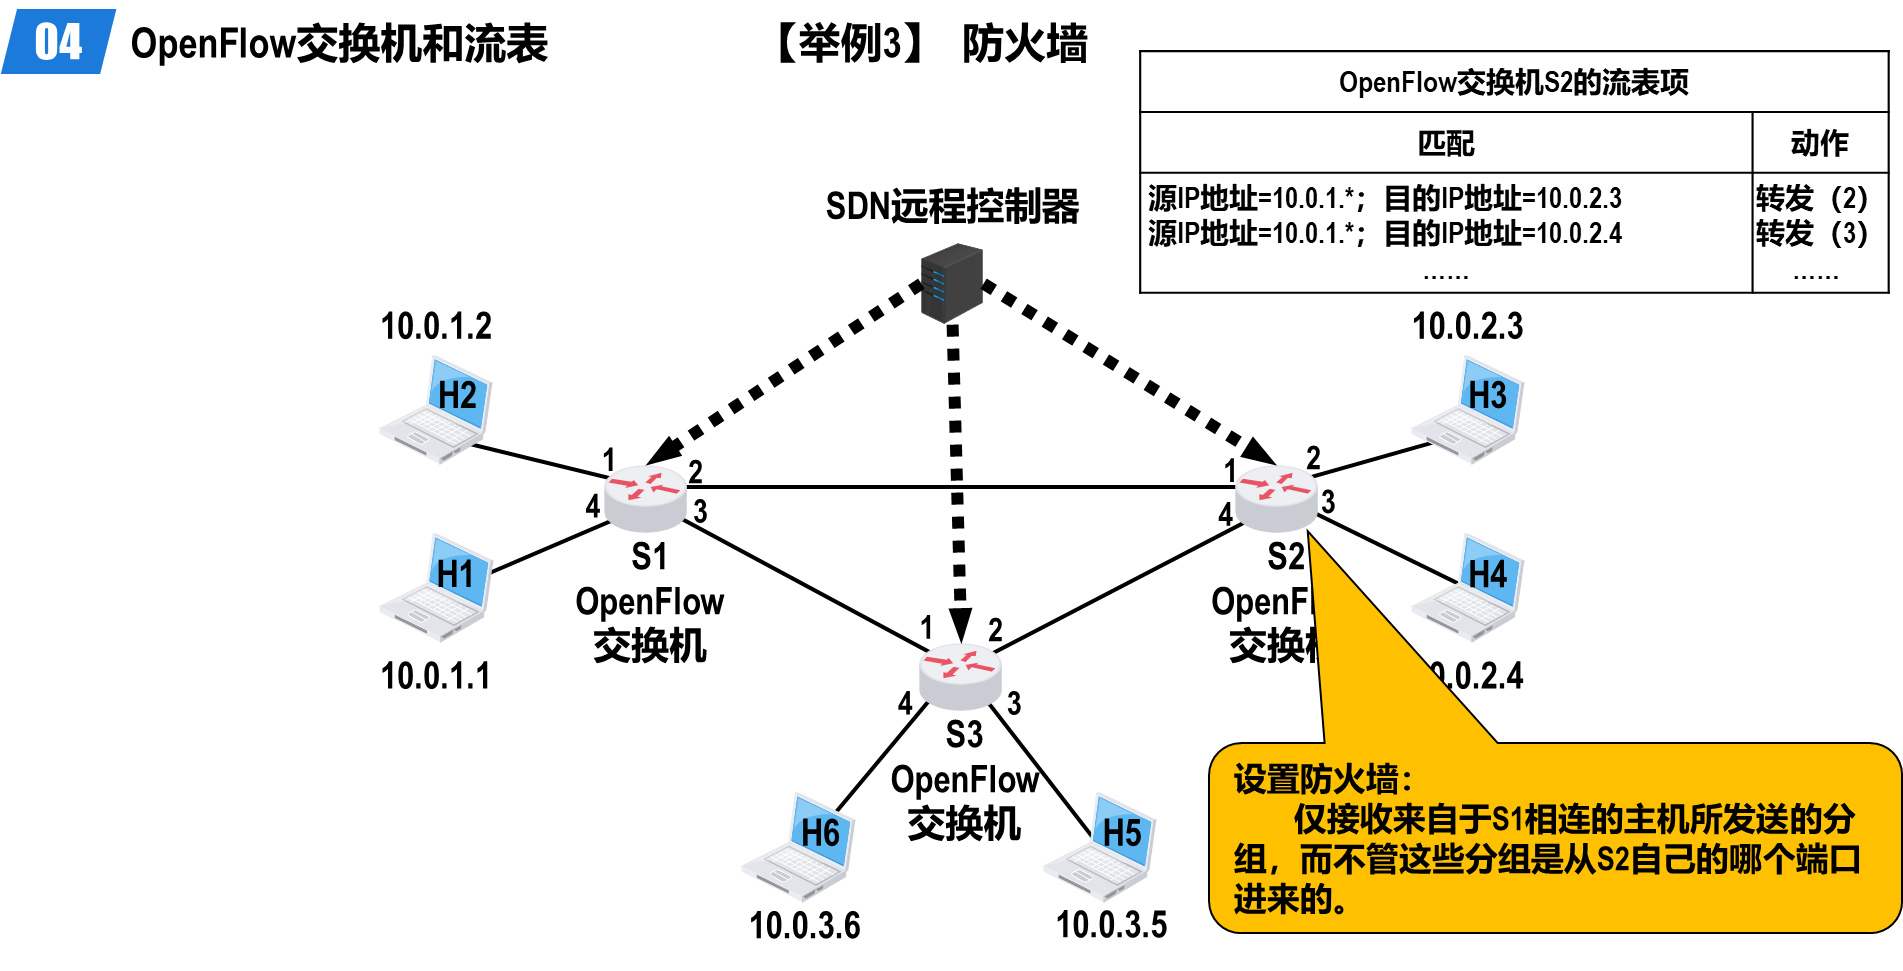 04 OpenFlow交换机和流表 【举例3】 防火墙
OpenFlow交换机S2的流表项
匹配 动作
源IP地址=10.0.1.*；目的IP地址=10.0.2.3 转发（2）
源IP地址=10.0.1.*；目的IP地址=10.0.2.4 转发（3）
…… ……
SDN远程控制器
10.0.1.2
10.0.2.3
H2
H3
1
2
3
4
S1
OpenFlow
交换机
1
2
3
4
S2
OpenFl
交换
H1
10.0.1.1
H4
.0.2.4
1
2
3
4
S3
OpenFlow
交换机
H6
10.0.3.6
H5
10.0.3.5
设置防火墙：
仅接收来自于S1相连的主机所发送的分
组，而不管这些分组是从S2自己的哪个端口
进来的。